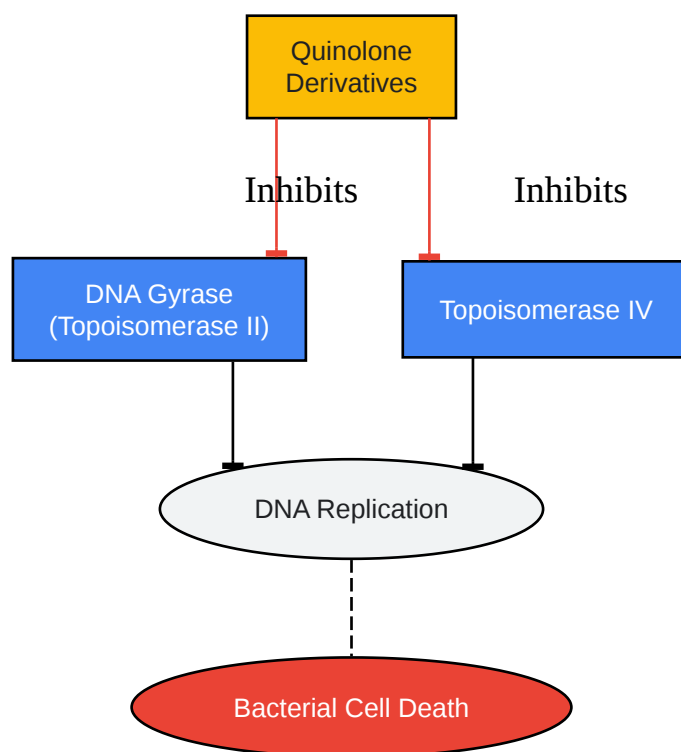 Quinolone
Derivatives
Inhibits
Inhibits
DNA Gyrase
(Topoisomerase II)
Topoisomerase IV
DNA Replication
Bacterial Cell Death